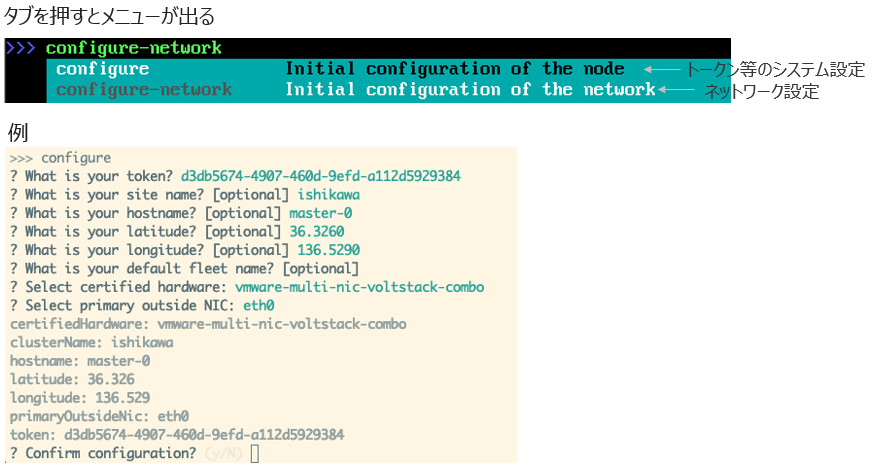 タブを押すとメニューが出る
>>> configure-network
configure Initial configuration of the node トークン等のシステム設定
configure-network Initial configuration of the network ネットワーク設定
例
>>> configure
? What is your token? d3db5674-4907-460d-9efd-a112d5929384
? What is your site name? [optional] ishikawa
? What is your hostname? [optional] master-0
? What is your latitude? [optional] 36.3260
? What is your longitude? [optional] 136.5290
? What is your default fleet name? [optional]
? Select certified hardware: vmware-multi-nic-voltstack-combo
? Select primary outside NIC: eth0
certifiedHardware: vmware-multi-nic-voltstack-combo
clusterName: ishikawa
hostname: master-0
latitude: 36.326
longitude: 136.529
primaryOutsideNic: eth0
token: d3db5674-4907-460d-9efd-a112d5929384
? Confirm configuration? (y/N)